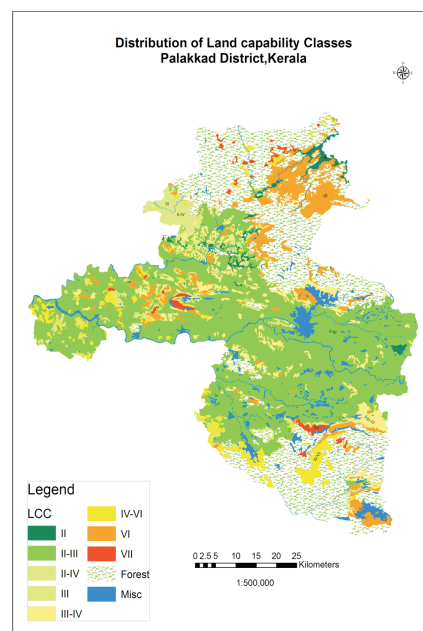 Distribution of Land capability Classes
Palakkad District,Kerala
Legend
LCC
II
II-III
II-IV
III
III-IV
IV-VI
VI
VII
Forest
Misc
0 2.5 5 10 15 20 25
Kilometers
1:500,000